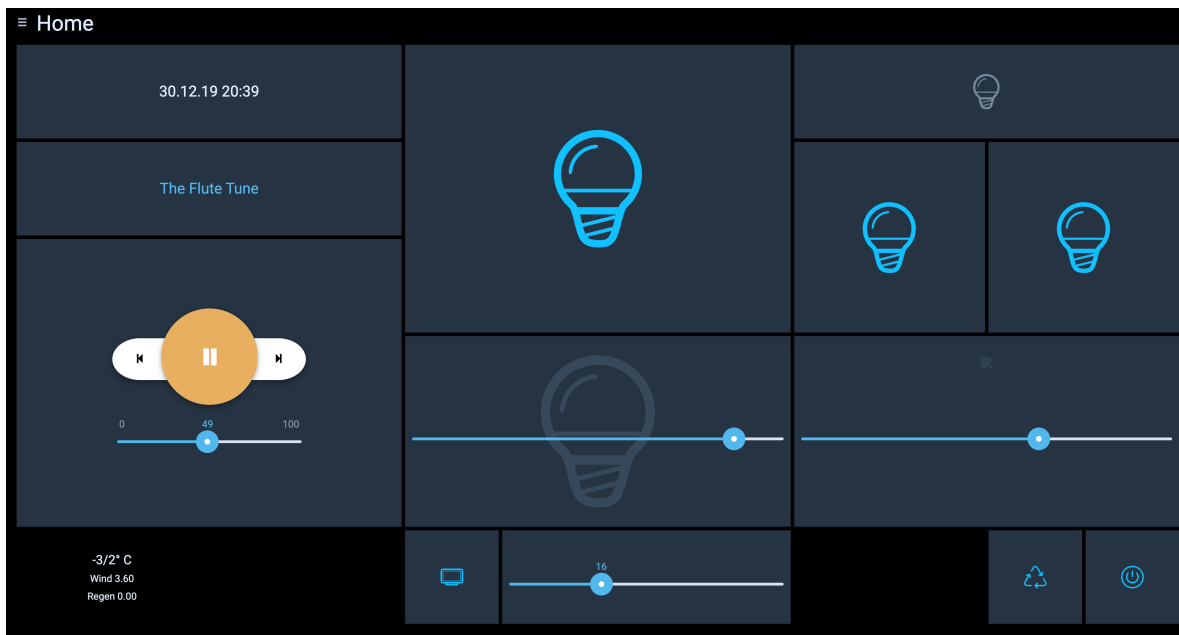 Home
30.12.19 20:39
The Flute Tune
0 49 100
-3/2° C
Wind 3.60
Regen 0.00
16